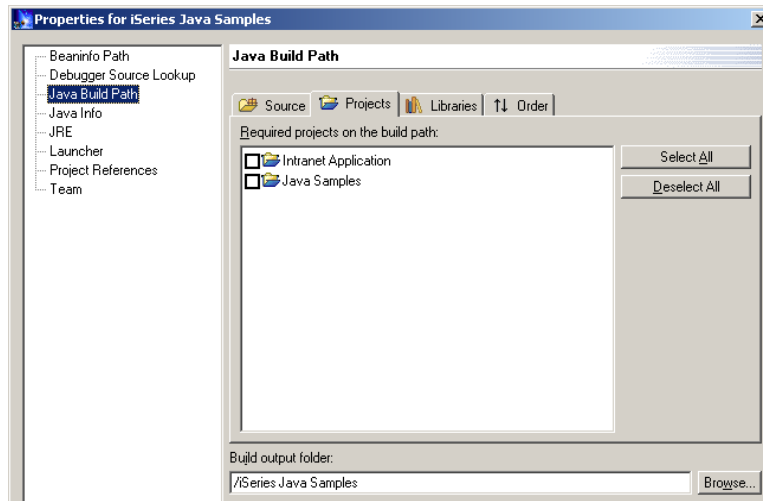 Properties for iSeries Java Samples
Beaninfo Path
Debugger Source Lookup
Java Build Path
Java Info
JRE
Launcher
Project References
Team
Java Build Path
Source
Projects
Libraries
Order
Required projects on the build path:
Intranet Application
Java Samples
Select All
Deselect All
Build output folder:
/iSeries Java Samples
Browse...